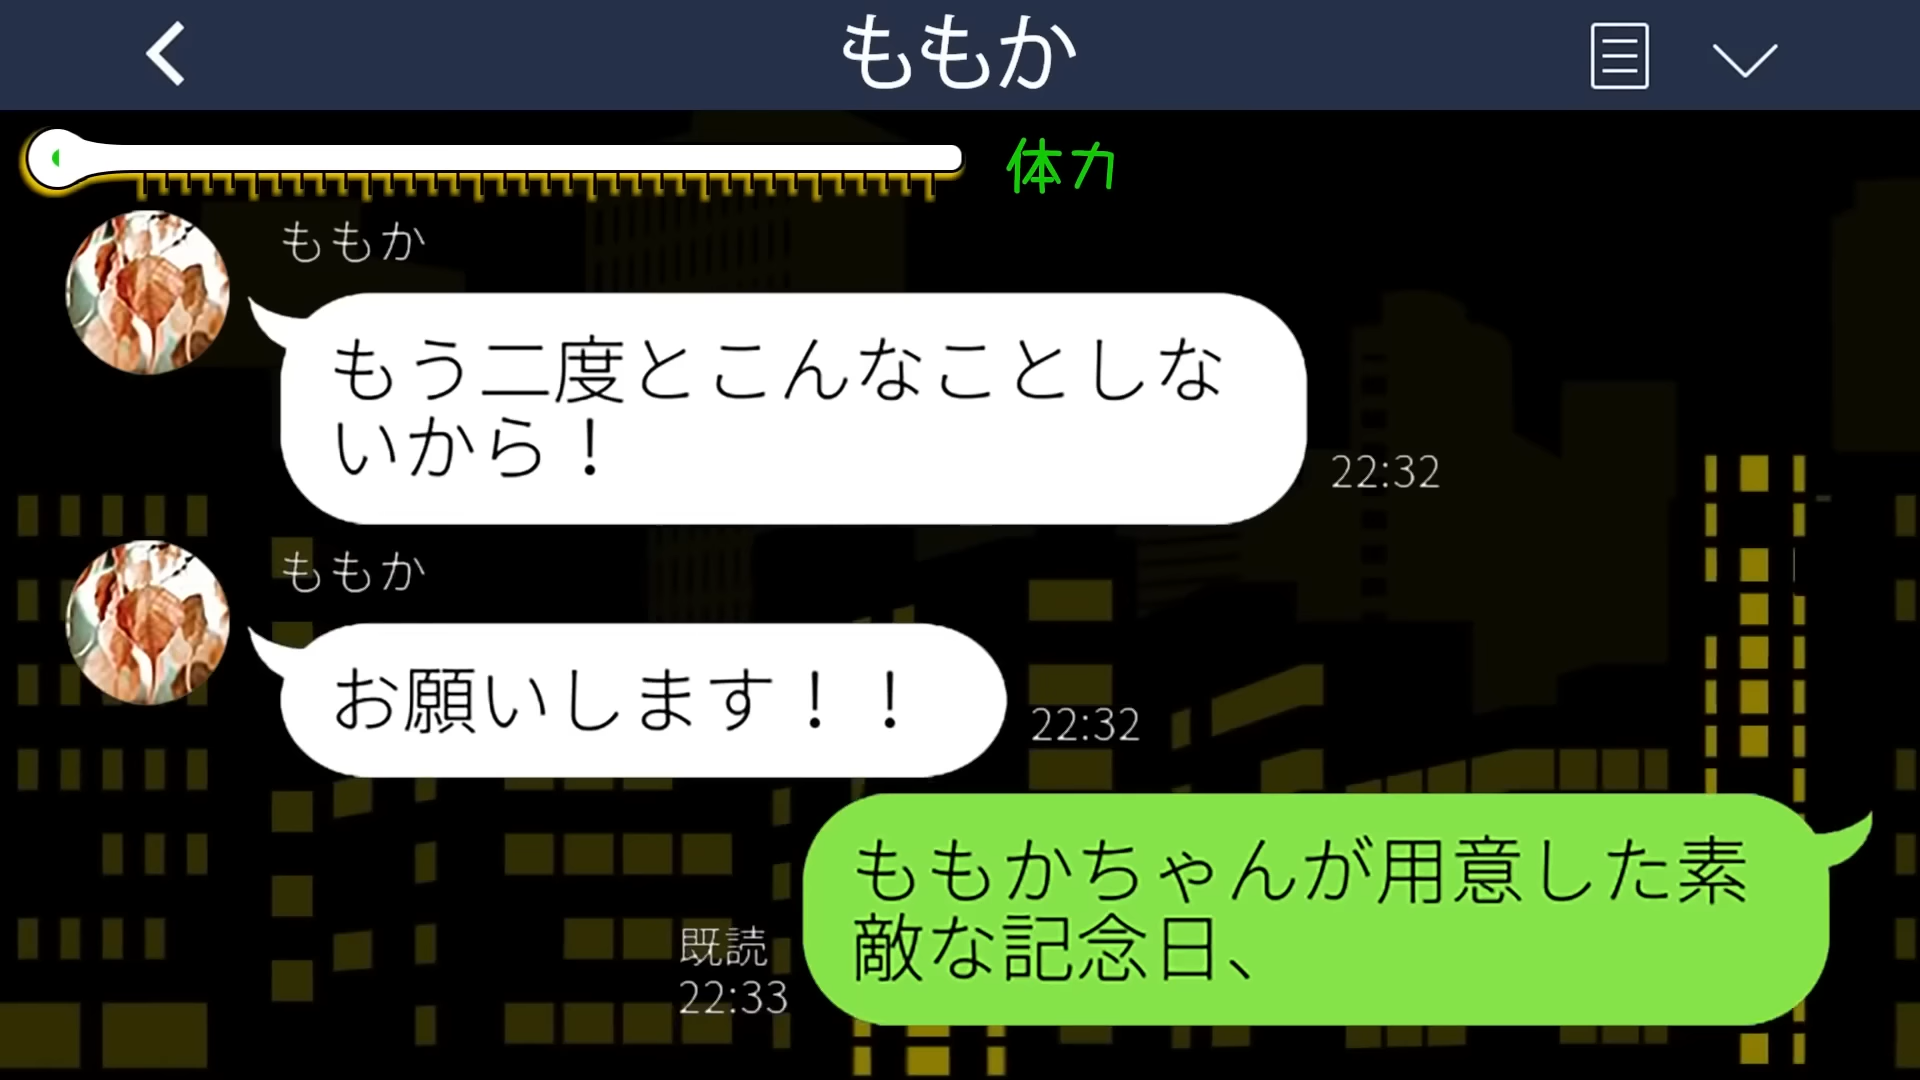 ももか
体力
ももか
もう二度とこんなことしな
いから！
22:32
ももか
お願いします！！
22:32
ももかちゃんが用意した素
敵な記念日、
既読
22:33